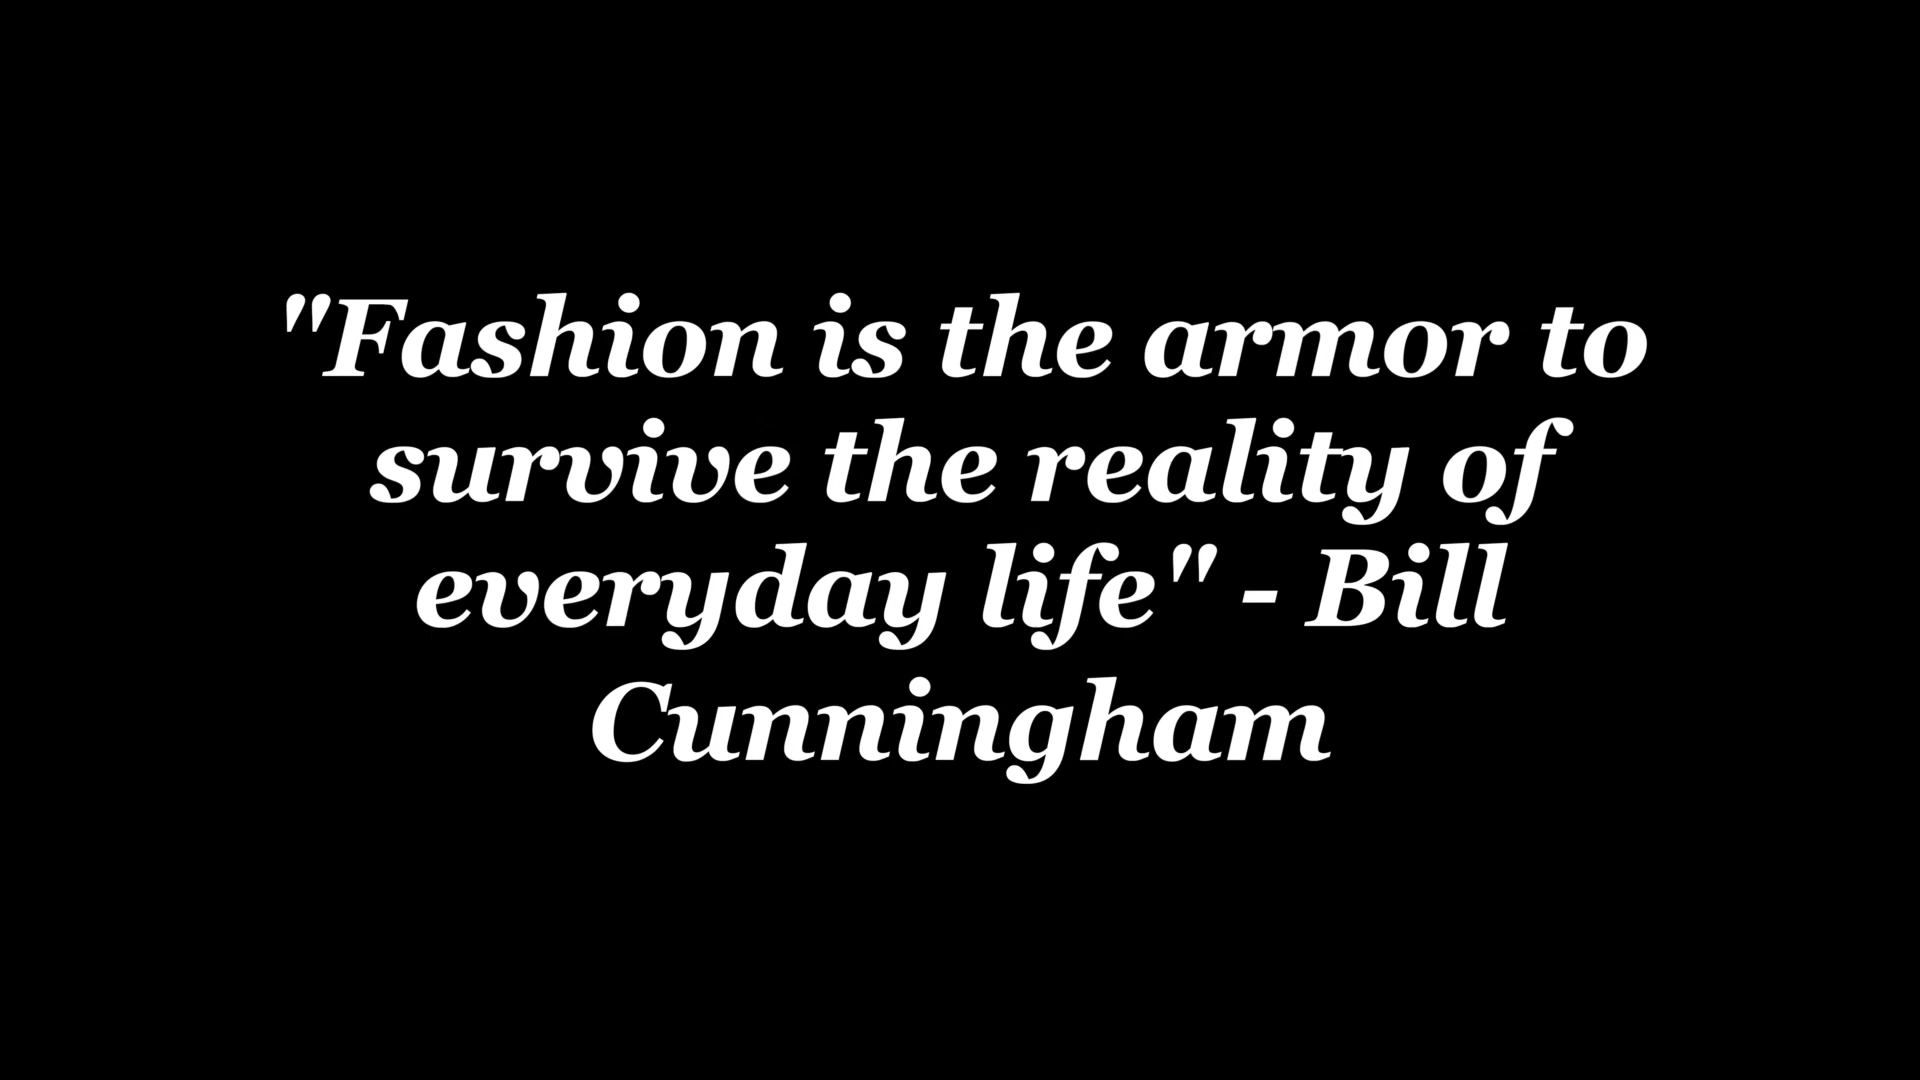 "Fashion is the armor to
survive the reality of
everyday life" - Bill
Cunningham